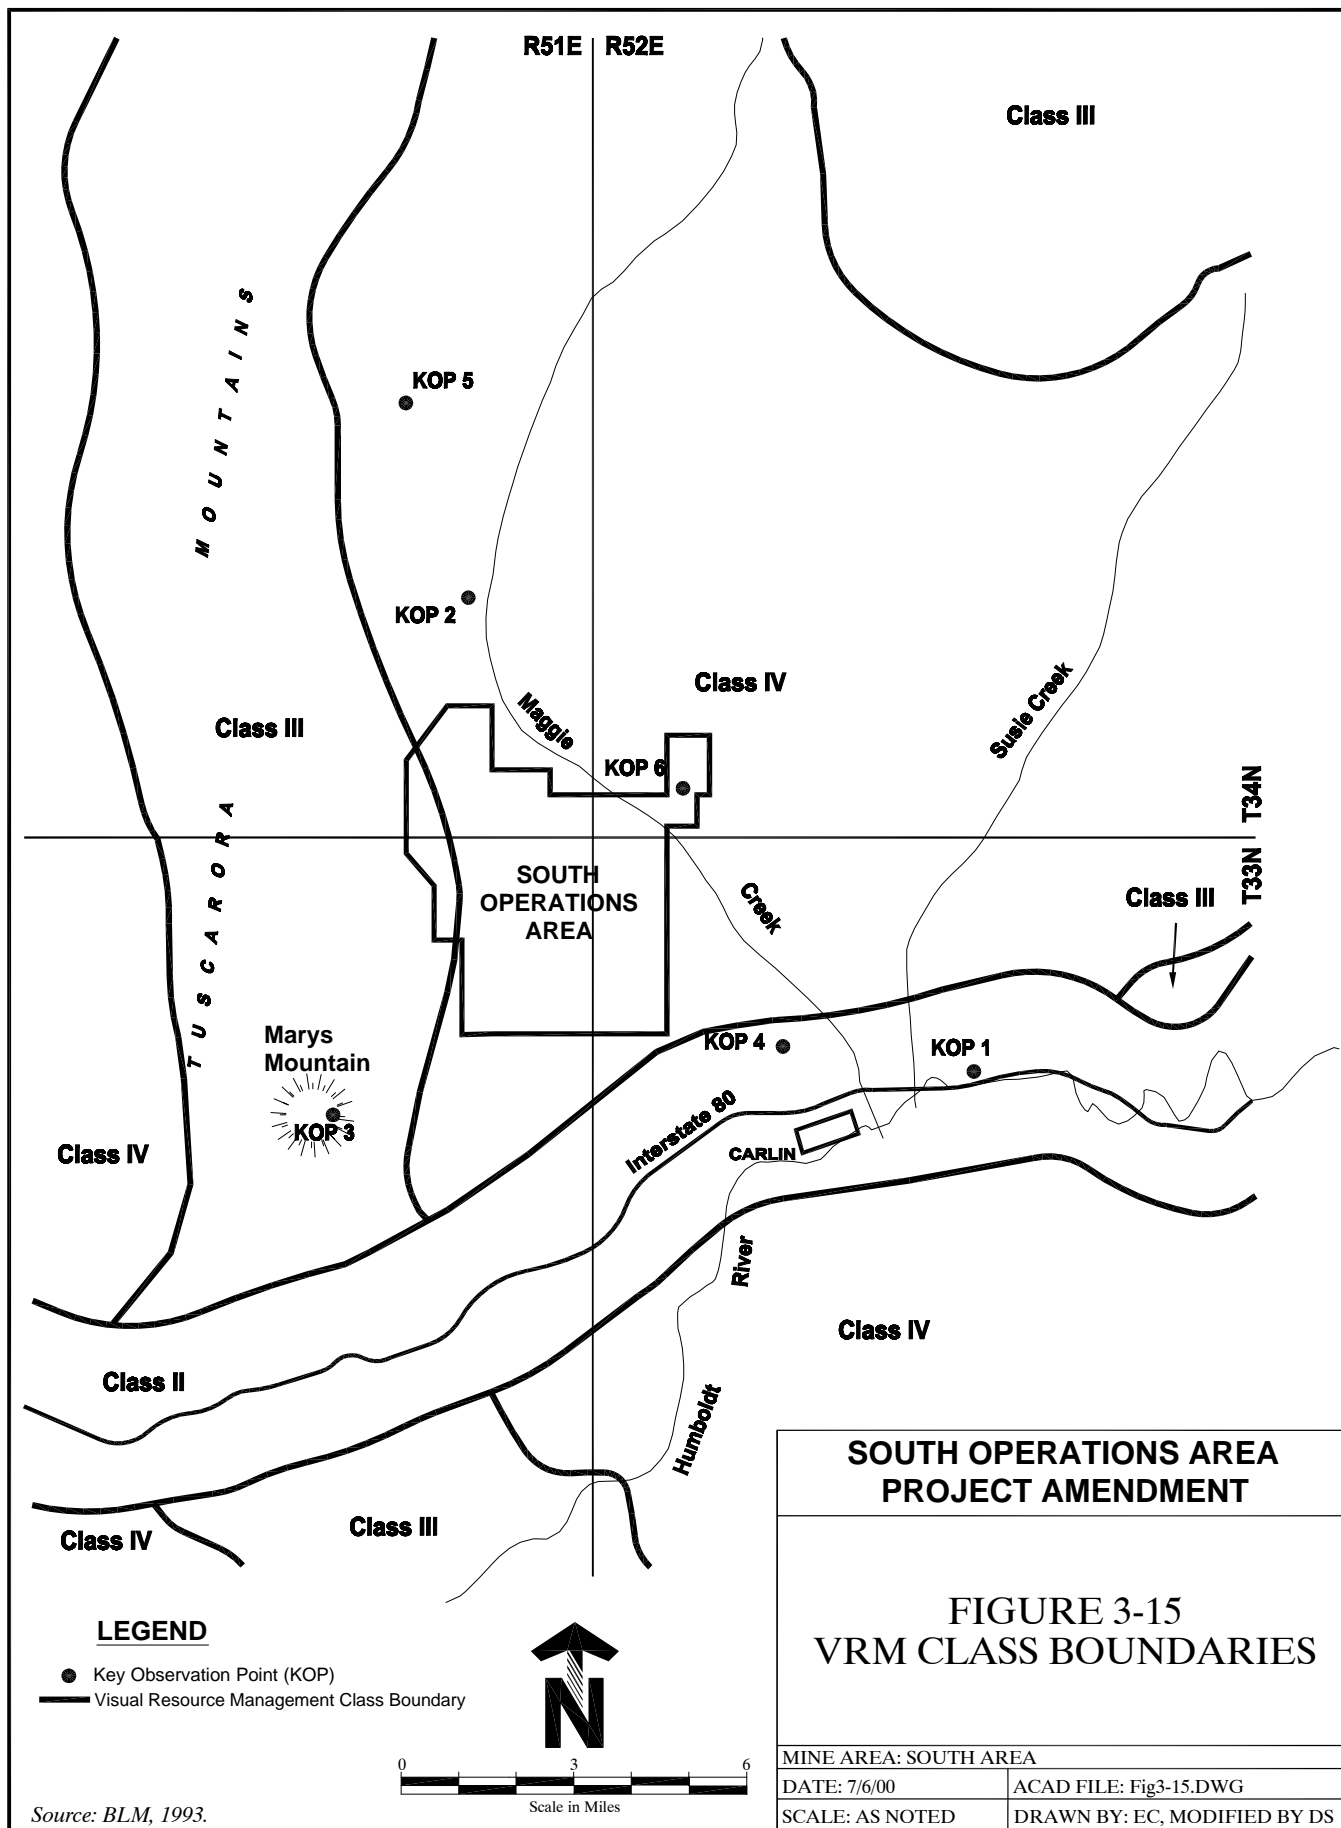 R51E R52E
Class III
MOUNTAINS
KOP 5
KOP 2
Class IV
Maggie
Susie Creek
Class III
KOP 6
T34N
TUSCARORA
T33N
SOUTH
OPERATIONS
AREA
Creek
Class III
Marys
Mountain
KOP 4
KOP 1
KOP 3
Interstate 80
CARLIN
Class IV
River
Class IV
Class II
Humboldt
Class IV
Class III
LEGEND
Key Observation Point (KOP)
Visual Resource Management Class Boundary
N
0 3 6
Scale in Miles
Source: BLM, 1993.
SOUTH OPERATIONS AREA
PROJECT AMENDMENT
FIGURE 3-15
VRM CLASS BOUNDARIES
MINE AREA: SOUTH AREA
DATE: 7/6/00 ACAD FILE: Fig3-15.DWG
SCALE: AS NOTED DRAWN BY: EC, MODIFIED BY DS